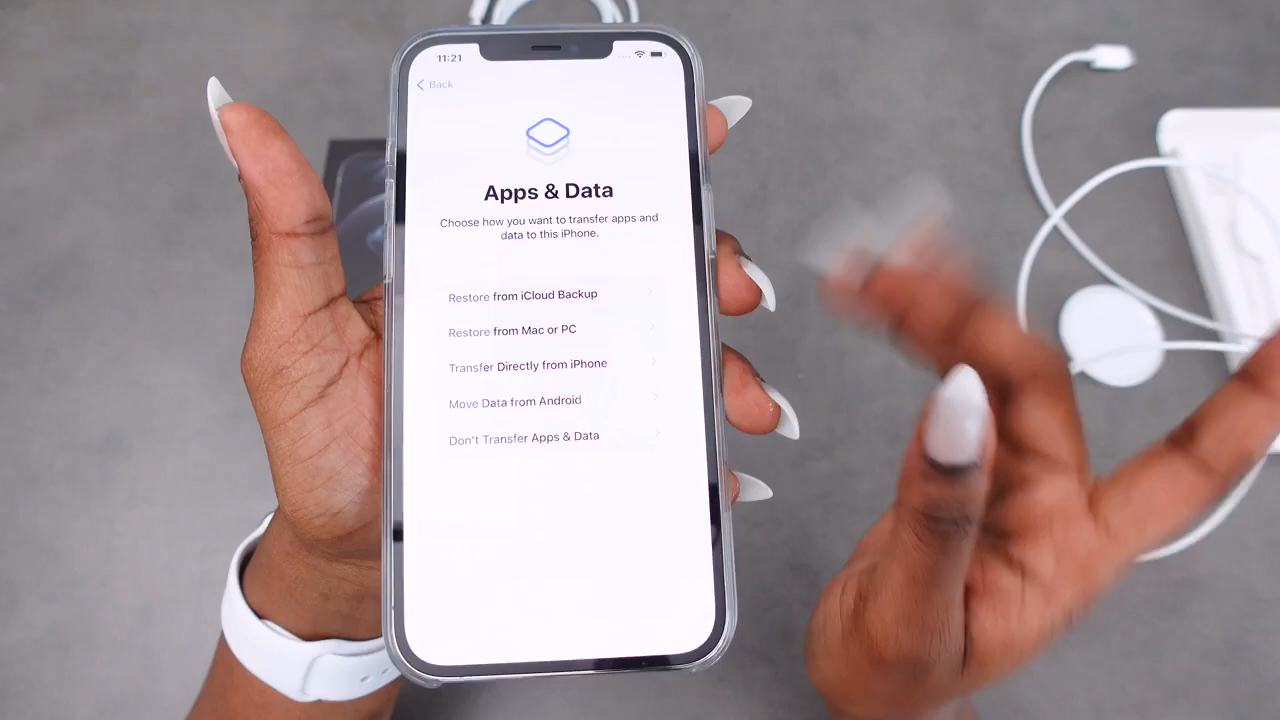 11:21
Back
Apps & Data
Choose how you want to transfer apps and
data to this iPhone.
Restore from iCloud Backup
Restore from Mac or PC
Transfer Directly from iPhone
Move Data from Android
Don't Transfer Apps & Data